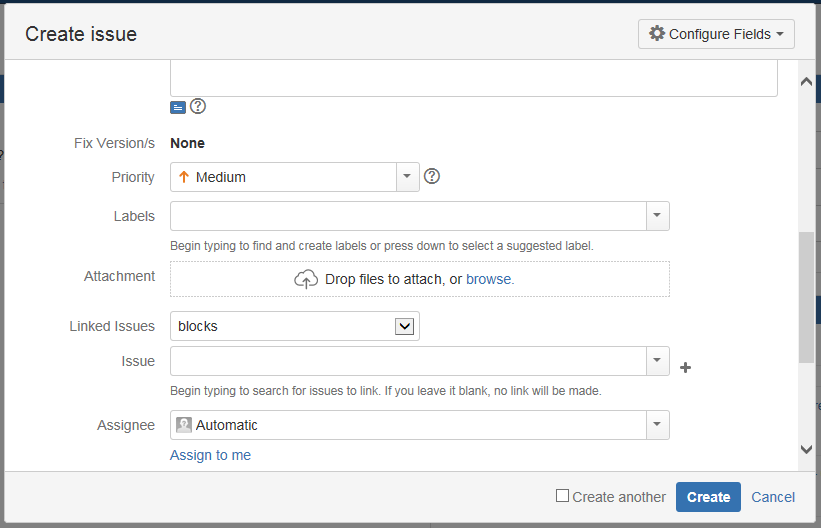 Create issue
Configure Fields
?
Fix Version/s None
Priority Medium ?
Labels
Begin typing to find and create labels or press down to select a suggested label.
Attachment Drop files to attach, or browse.
Linked Issues blocks
Issue
Begin typing to search for issues to link. If you leave it blank, no link will be made.
Assignee Automatic
Assign to me
Create another Create Cancel